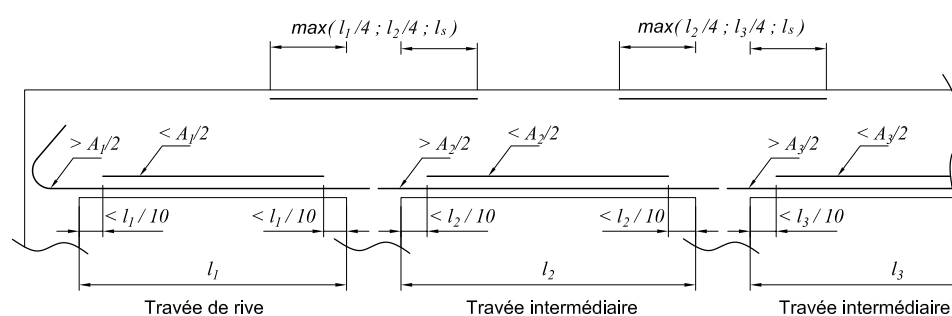 max( l₁/4 ; l₂/4 ; lₛ )
max( l₂/4 ; l₃/4 ; lₛ )
> A₁/2
< A₁/2
> A₂/2
< A₂/2
> A₃/2
< A₃/2
< l₁ / 10
< l₁ / 10
< l₂ / 10
< l₂ / 10
< l₃ / 10
l₁
l₂
l₃
Travée de rive
Travée intermédiaire
Travée intermédiaire